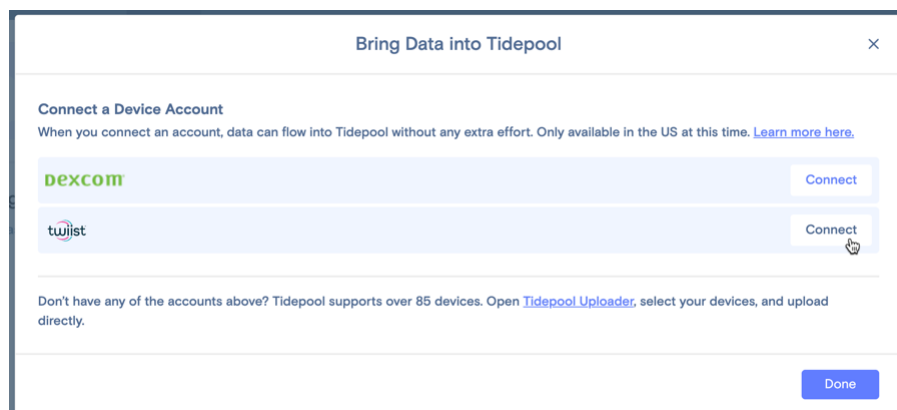 Bring Data into Tidepool
Connect a Device Account
When you connect an account, data can flow into Tidepool without any extra effort. Only available in the US at this time. Learn more here.
Dexcom
Connect
twiist
Connect
Don't have any of the accounts above? Tidepool supports over 85 devices. Open Tidepool Uploader, select your devices, and upload
directly.
Done